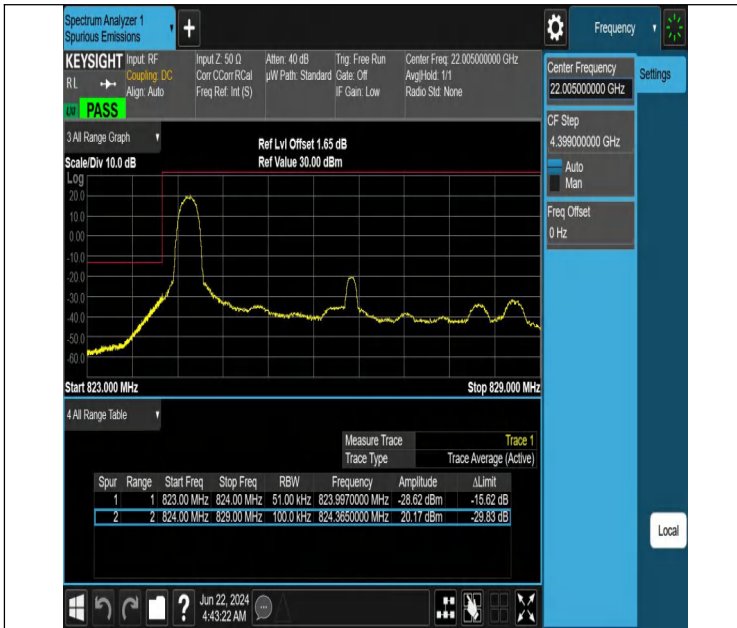 Spectrum Analyzer 1
Spurious Emissions
Frequency
KEYSIGHT
RL
PASS
Input: RF
Coupling: DC
Align: Auto
Input Z: 50 Ω
Corr CCorr RCal
Freq Ref: Int (S)
Atten: 40 dB
µW Path: Standard
Trig: Free Run
Gate: Off
IF Gain: Low
Center Freq: 22.005000000 GHz
Avg|Hold: 1/1
Radio Std: None
Center Frequency
22.005000000 GHz
Settings
CF Step
4.399000000 GHz
Auto
Man
Freq Offset
0 Hz
3 All Range Graph
Ref Lvl Offset 1.65 dB
Scale/Div 10.0 dB
Ref Value 30.00 dBm
Log
20.0
10.0
0.00
-10.0
-20.0
-30.0
-40.0
-50.0
-60.0
Start 823.000 MHz
Stop 829.000 MHz
4 All Range Table
Measure Trace Trace 1
Trace Type Trace Average (Active)
Spur Range Start Freq Stop Freq RBW Frequency Amplitude ΔLimit
1 1 823.00 MHz 824.00 MHz 51.00 kHz 823.9970000 MHz -28.62 dBm -15.62 dB
2 2 824.00 MHz 829.00 MHz 100.0 kHz 824.3650000 MHz 20.17 dBm -29.83 dB
Local
Jun 22, 2024
4:43:22 AM